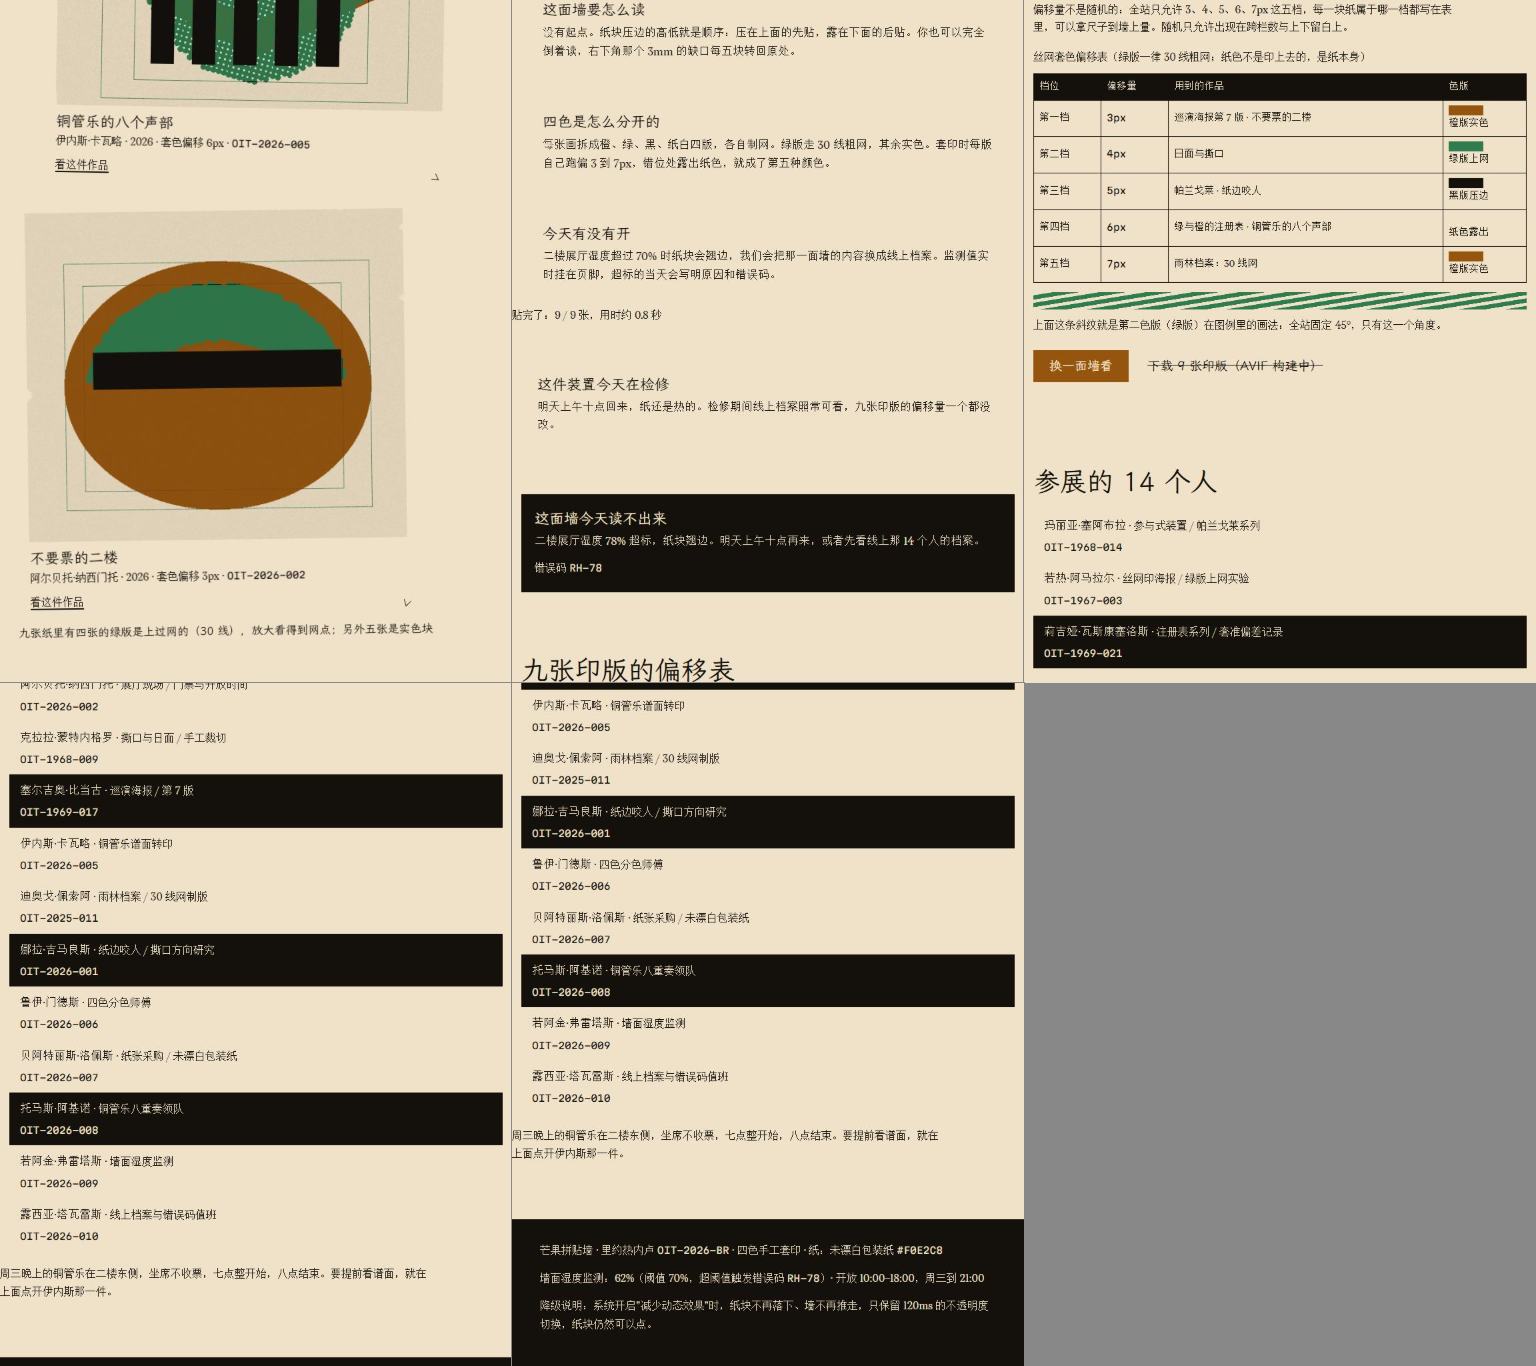 铜管乐的八个声部
伊内斯·卡瓦略 · 2026 · 套色偏移 6px · OIT-2026-005
看这件作品
不要票的二楼
阿尔贝托·纳西门托 · 2026 · 套色偏移 3px · OIT-2026-002
看这件作品
九张纸里有四张的绿版是上过网的（30 线），放大看得到网点；另外五张是实色块
这面墙要怎么读
没有起点。纸块压边的高低就是顺序：压在上面的先贴，露在下面的后贴。你也可以完全
倒着读，右下角那个 3mm 的缺口每五块转回原处。
四色是怎么分开的
每张画拆成橙、绿、黑、纸白四版，各自制网。绿版走 30 线粗网，其余实色。套印时每版
自己跑偏 3 到 7px，错位处露出纸色，就成了第五种颜色。
今天有没有开
二楼展厅湿度超过 70% 时纸块会翘边，我们会把那一面墙的内容换成线上档案。监测值实
时挂在页脚，超标的当天会写明原因和错误码。
贴完了：9 / 9 张，用时约 0.8 秒
这件装置今天在检修
明天上午十点回来，纸还是热的。检修期间线上档案照常可看，九张印版的偏移量一个都没
改。
这面墙今天读不出来
二楼展厅湿度 78% 超标，纸块翘边。明天上午十点再来，或者先看线上那 14 个人的档案。
错误码 RH-78
九张印版的偏移表
偏移量不是随机的：全站只允许 3、4、5、6、7px 这五档，每一块纸属于哪一档都写在表
里，可以拿尺子到墙上量。随机只允许出现在跨栏数与上下留白上。
丝网套色偏移表（绿版一律 30 线粗网；纸色不是印上去的，是纸本身）
档位 偏移量 用到的作品 色版
第一档 3px 巡演海报第 7 版 · 不要票的二楼 橙版实色
第二档 4px 日面与撕口 绿版上网
第三档 5px 帕兰戈莱 · 纸边咬人 黑版压边
第四档 6px 绿与橙的注册表 · 铜管乐的八个声部 纸色露出
第五档 7px 雨林档案：30 线网 橙版实色
上面这条斜纹就是第二色版（绿版）在图例里的画法：全站固定 45°，只有这一个角度。
换一面墙看 下载 9 张印版（AVIF 构建中）
参展的 14 个人
玛丽亚·塞阿布拉 · 参与式装置 / 帕兰戈莱系列
OIT-1968-014
若热·阿马拉尔 · 丝网印海报 / 绿版上网实验
OIT-1967-003
莉吉娅·瓦斯康塞洛斯 · 注册表系列 / 套准偏差记录
OIT-1969-021
阿尔贝托·纳西门托 · 展厅现场 / 门票与开放时间
OIT-2026-002
克拉拉·蒙特内格罗 · 撕口与日面 / 手工裁切
OIT-1968-009
塞尔吉奥·比当古 · 巡演海报 / 第 7 版
OIT-1969-017
伊内斯·卡瓦略 · 铜管乐谱面转印
OIT-2026-005
迪奥戈·佩索阿 · 雨林档案 / 30 线网制版
OIT-2025-011
娜拉·吉马良斯 · 纸边咬人 / 撕口方向研究
OIT-2026-001
鲁伊·门德斯 · 四色分色师傅
OIT-2026-006
贝阿特丽斯·洛佩斯 · 纸张采购 / 未漂白包装纸
OIT-2026-007
托马斯·阿基诺 · 铜管乐八重奏领队
OIT-2026-008
若阿金·弗雷塔斯 · 墙面湿度监测
OIT-2026-009
露西亚·塔瓦雷斯 · 线上档案与错误码值班
OIT-2026-010
周三晚上的铜管乐在二楼东侧，坐席不收票，七点整开始，八点结束。要提前看谱面，就在
上面点开伊内斯那一件。
伊内斯·卡瓦略 · 铜管乐谱面转印
OIT-2026-005
迪奥戈·佩索阿 · 雨林档案 / 30 线网制版
OIT-2025-011
娜拉·吉马良斯 · 纸边咬人 / 撕口方向研究
OIT-2026-001
鲁伊·门德斯 · 四色分色师傅
OIT-2026-006
贝阿特丽斯·洛佩斯 · 纸张采购 / 未漂白包装纸
OIT-2026-007
托马斯·阿基诺 · 铜管乐八重奏领队
OIT-2026-008
若阿金·弗雷塔斯 · 墙面湿度监测
OIT-2026-009
露西亚·塔瓦雷斯 · 线上档案与错误码值班
OIT-2026-010
周三晚上的铜管乐在二楼东侧，坐席不收票，七点整开始，八点结束。要提前看谱面，就在
上面点开伊内斯那一件。
芒果拼贴墙 · 里约热内卢 OIT-2026-BR · 四色手工套印 · 纸：未漂白包装纸 #F0E2C8
墙面湿度监测：62%（阈值 70%，超阈值触发错误码 RH-78）· 开放 10:00–18:00，周三到 21:00
降级说明：系统开启"减少动态效果"时，纸块不再落下、墙不再推走，只保留 120ms 的不透明度
切换，纸块仍然可以点。